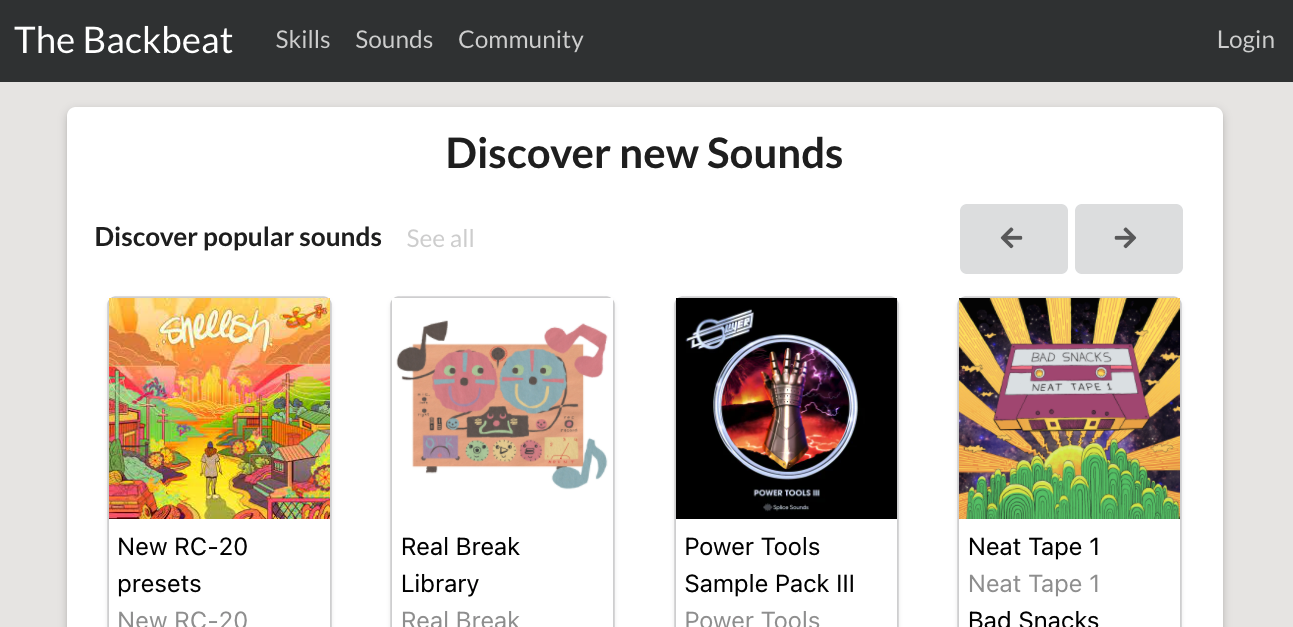 The Backbeat Skills Sounds Community Login
Discover new Sounds
Discover popular sounds See all
Shellsh
POWER TOOLS III
Splice Sounds
BAD SNACKS
NEAT TAPE 1
New RC-20
presets
New RC-20
Real Break
Library
Real Break
Power Tools
Sample Pack III
Power Tools
Neat Tape 1
Neat Tape 1
Bad Snacks